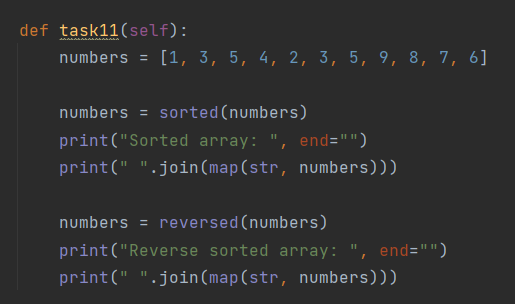 def task11(self):
    numbers = [1, 3, 5, 4, 2, 3, 5, 9, 8, 7, 6]
    numbers = sorted(numbers)
    print("Sorted array: ", end="")
    print(" ".join(map(str, numbers)))
    numbers = reversed(numbers)
    print("Reverse sorted array: ", end="")
    print(" ".join(map(str, numbers)))